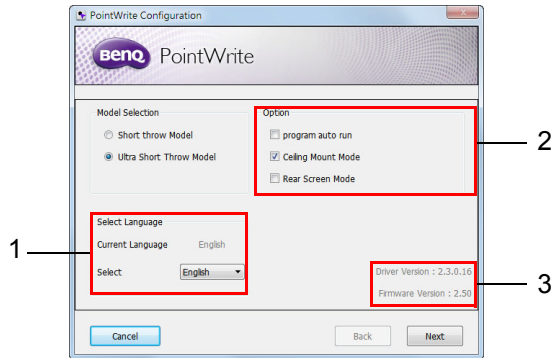 PointWrite Configuration
BenQ PointWrite
Model Selection
Short throw Model
Ultra Short Throw Model
Option
program auto run
Ceiling Mount Mode
Rear Screen Mode
2
Select Language
Current Language English
Select English
1
Driver Version : 2.3.0.16
Firmware Version : 2.50
3
Cancel Back Next